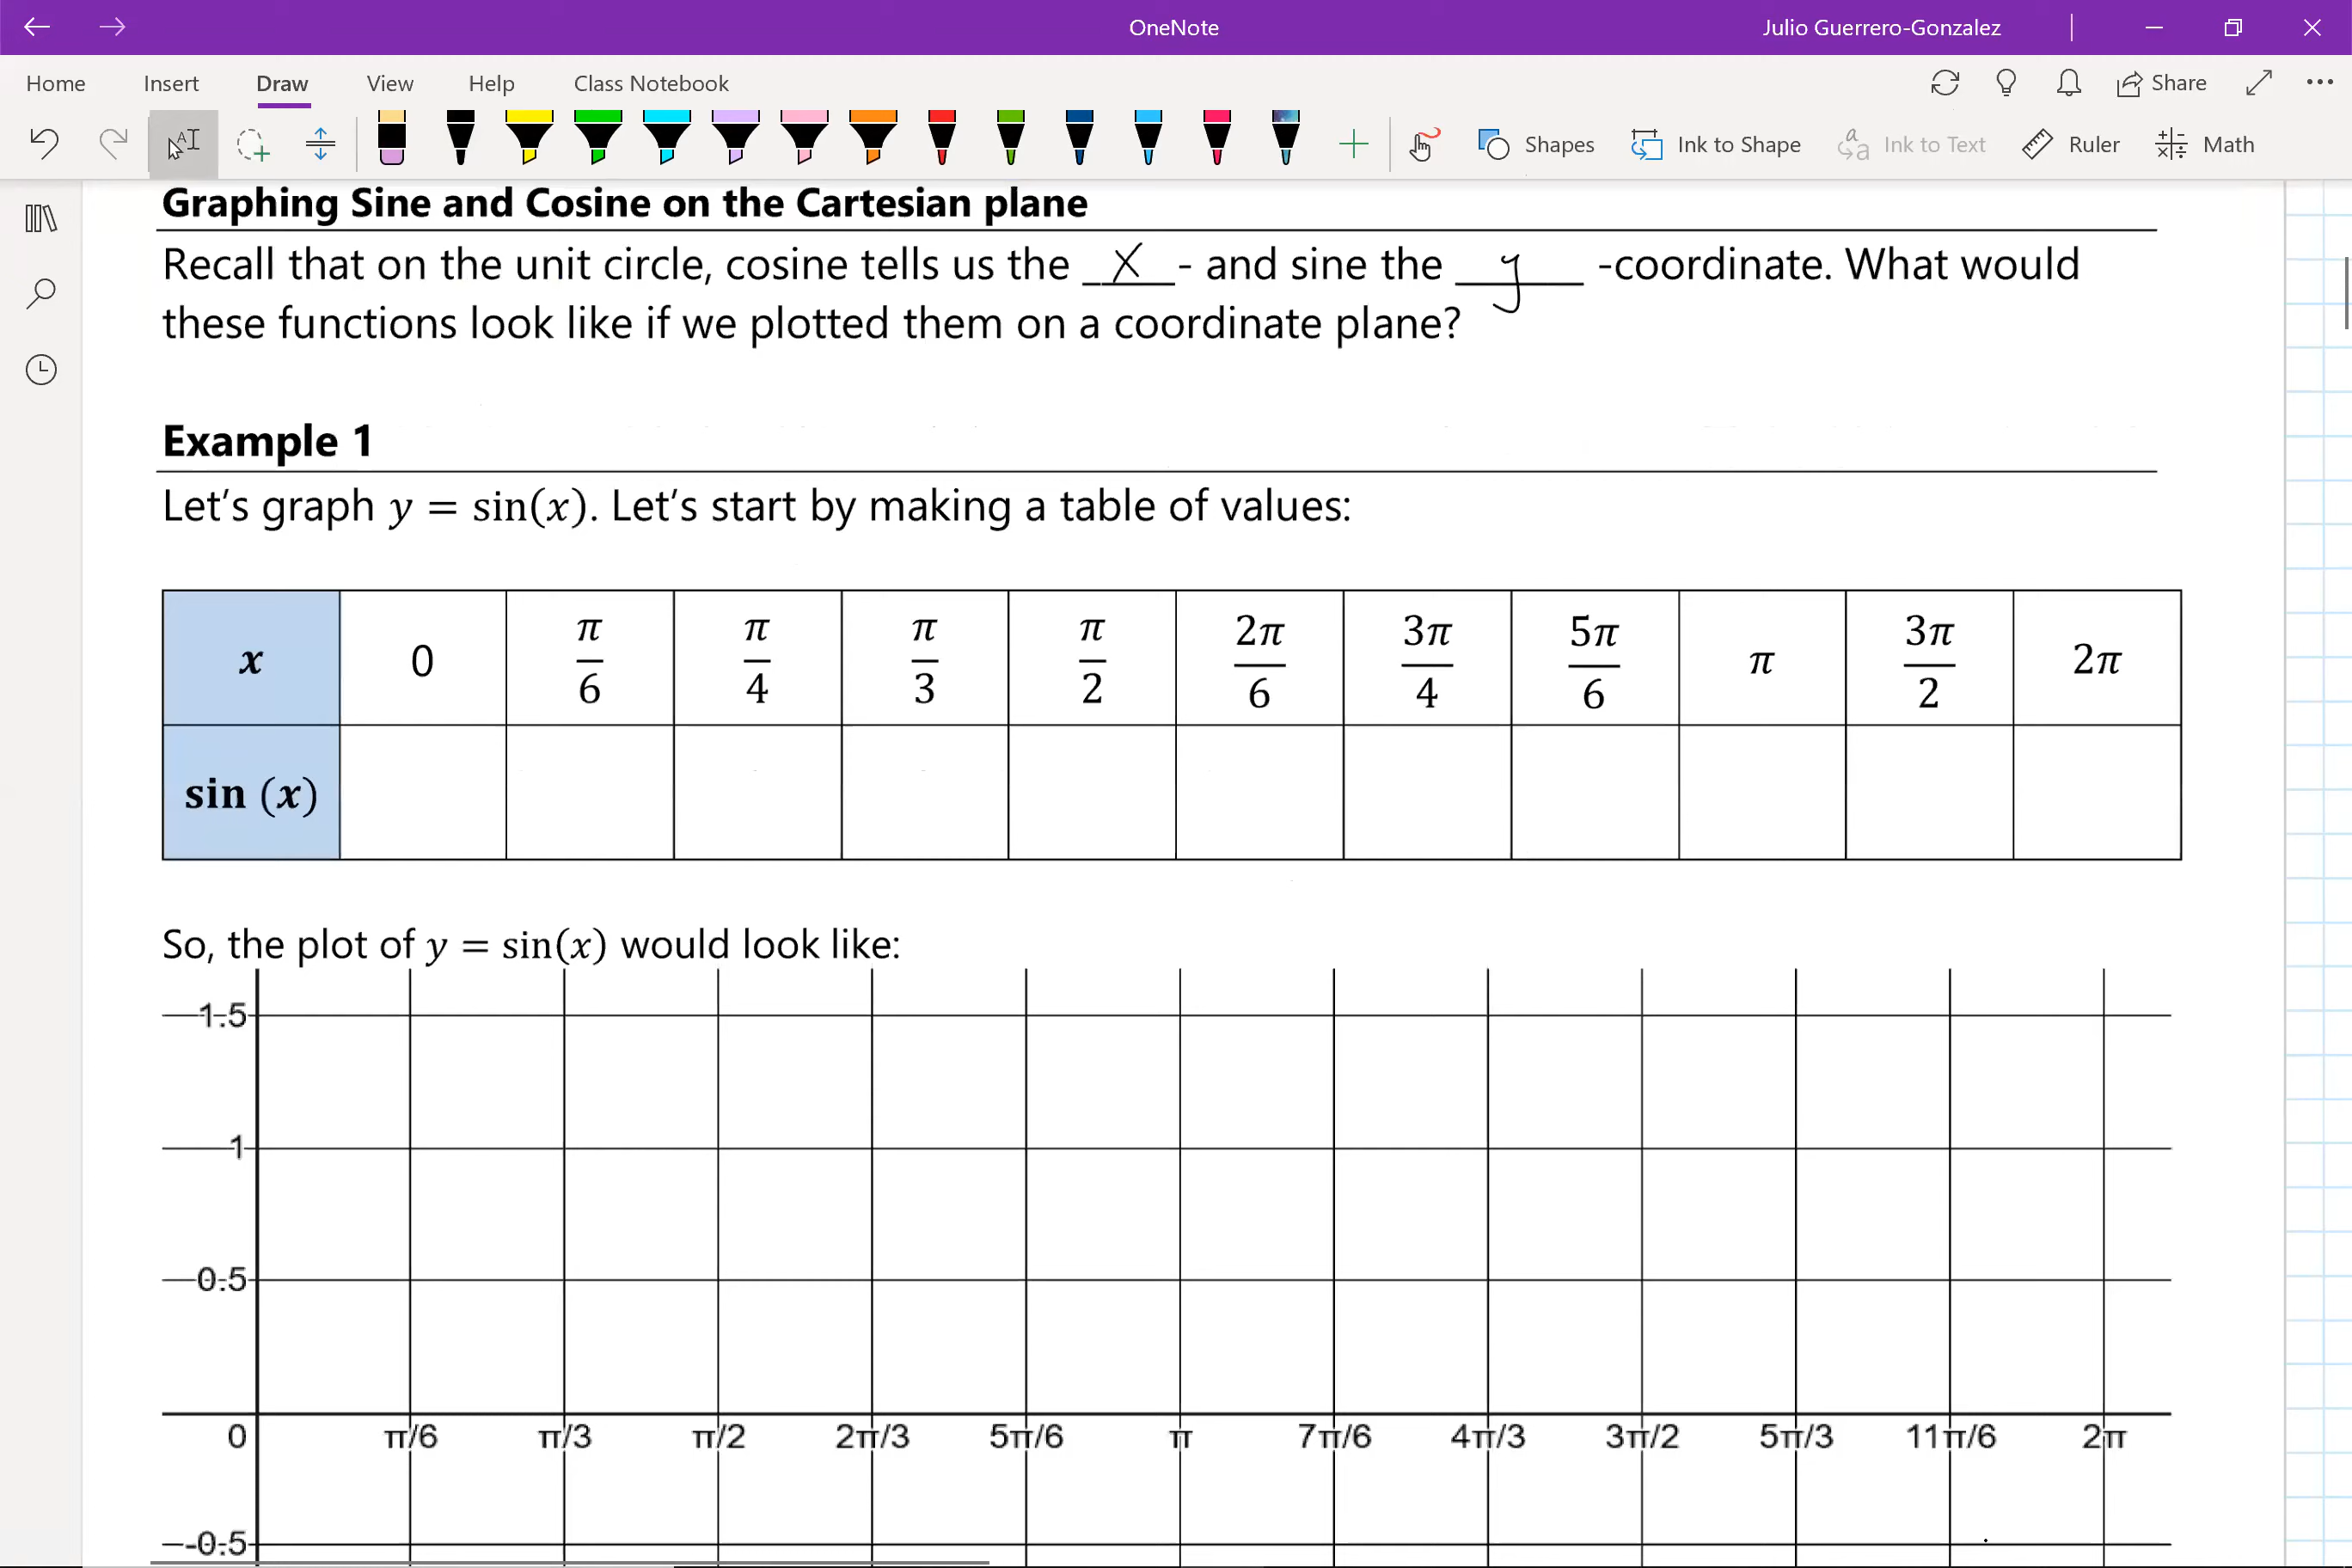 OneNote
Julio Guerrero-Gonzalez
Home Insert Draw View Help Class Notebook
Share
Shapes Ink to Shape Ink to Text Ruler Math
Graphing Sine and Cosine on the Cartesian plane
Recall that on the unit circle, cosine tells us the __x__- and sine the __y__ -coordinate. What would
these functions look like if we plotted them on a coordinate plane?
Example 1
Let's graph y = sin(x). Let's start by making a table of values:
x 0 π/6 π/4 π/3 π/2 2π/6 3π/4 5π/6 π 3π/2 2π
sin (x)
So, the plot of y = sin(x) would look like:
1.5
1
0.5
0 π/6 π/3 π/2 2π/3 5π/6 π 7π/6 4π/3 3π/2 5π/3 11π/6 2π
-0.5